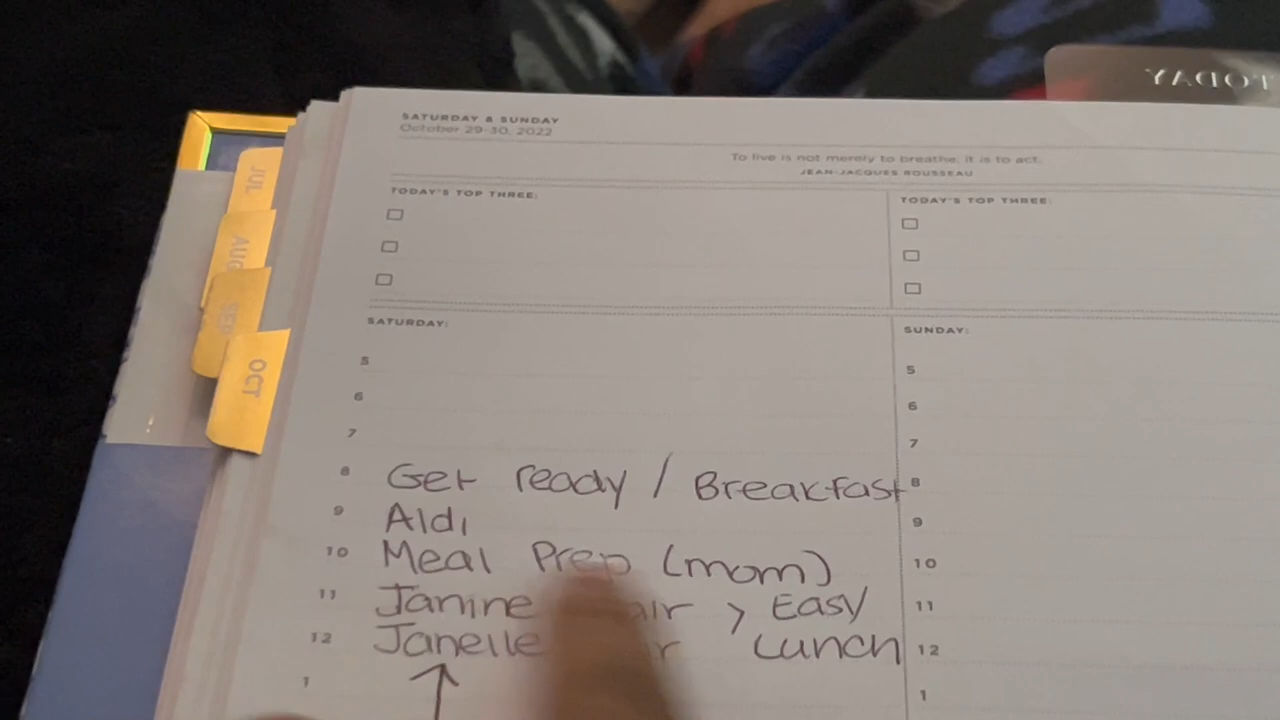 TODAY
SATURDAY & SUNDAY
October 29-30, 2022
To live is not merely to breathe; it is to act.
JEAN-JACQUES ROUSSEAU
TODAY'S TOP THREE:
TODAY'S TOP THREE:
JUL
AUG
SEP
OCT
SATURDAY:
5
6
7
8 Get ready / Breakfast
9 Aldi
10 Meal Prep (mom)
11 Janine > Easy
12 Janelle Lunch
1
SUNDAY:
5
6
7
8
9
10
11
12
1